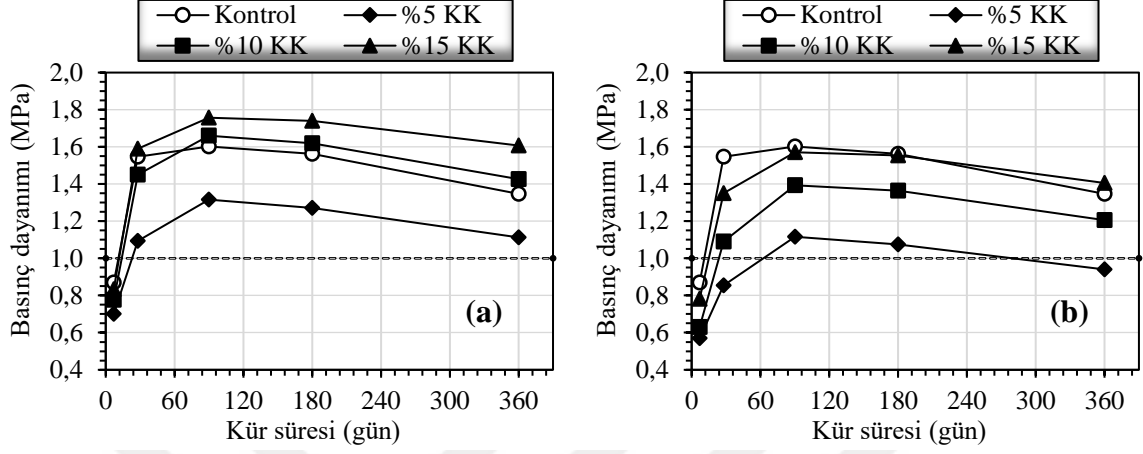 Kontrol %5 KK
%10 KK %15 KK
2,0
1,8
1,6
1,4
1,2
1,0
0,8
0,6
0,4
Basınç dayanımı (MPa)
(a)
0 60 120 180 240 300 360
Kür süresi (gün)
Kontrol %5 KK
%10 KK %15 KK
2,0
1,8
1,6
1,4
1,2
1,0
0,8
0,6
0,4
Basınç dayanımı (MPa)
(b)
0 60 120 180 240 300 360
Kür süresi (gün)